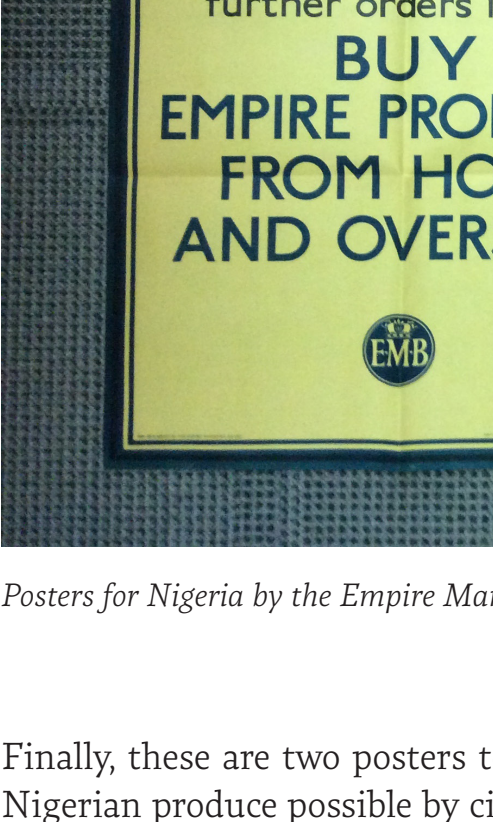 further orders
BUY
EMPIRE PRO
FROM HO
AND OVER
EMB
Posters for Nigeria by the Empire Mar
Finally, these are two posters t
Nigerian produce possible by ci